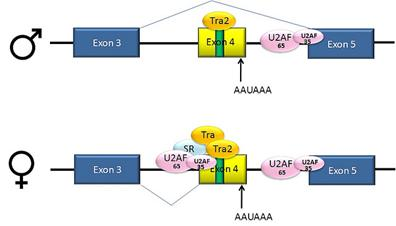 Tra2
Exon 3
Exon 4
U2AF
65
U2AF
35
Exon 5
AAUAAA
Tra
SR
Tra2
Exon 3
U2AF
65
U2AF
35
Exon 4
U2AF
65
U2AF
35
Exon 5
AAUAAA